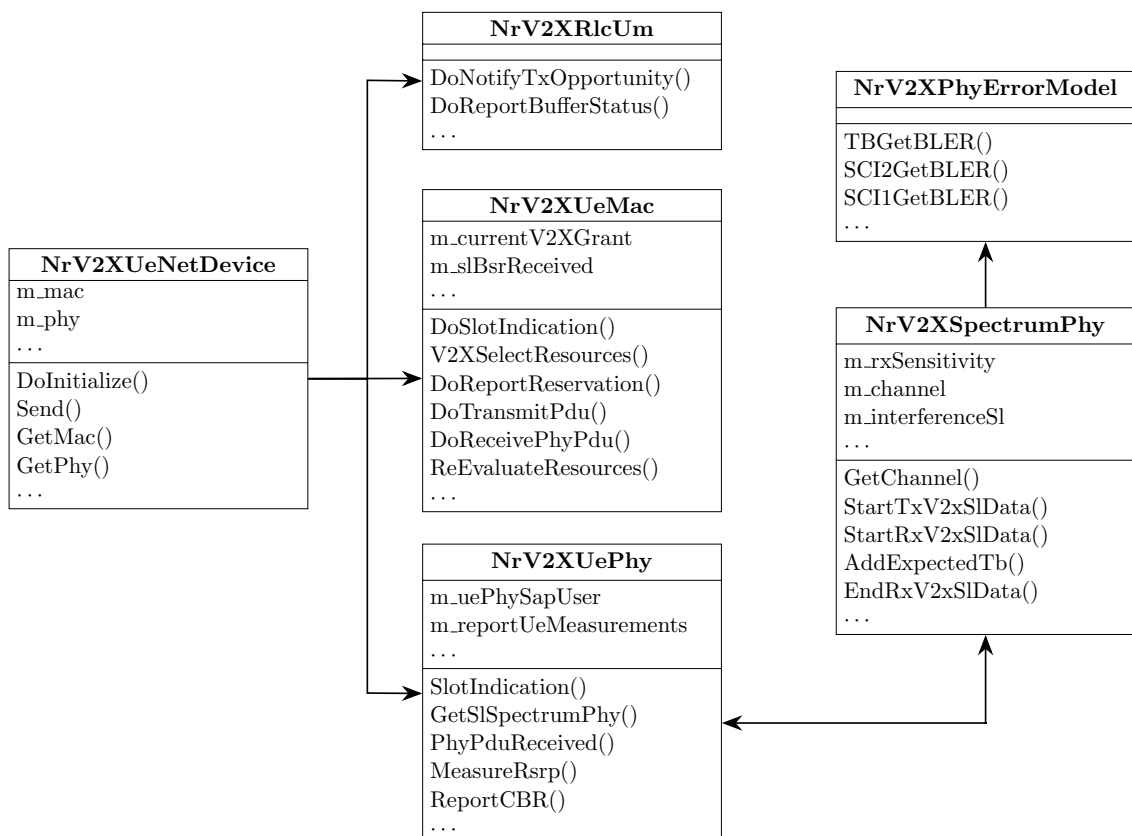 NrV2XRlcUm
DoNotifyTxOpportunity()
DoReportBufferStatus()
...
NrV2XPhyErrorModel
TBGetBLER()
SCI2GetBLER()
SCI1GetBLER()
...
NrV2XUeMac
m_currentV2XGrant
m_slBsrReceived
...
DoSlotIndication()
V2XSelectResources()
DoReportReservation()
DoTransmitPdu()
DoReceivePhyPdu()
ReEvaluateResources()
...
NrV2XUeNetDevice
m_mac
m_phy
...
DoInitialize()
Send()
GetMac()
GetPhy()
...
NrV2XSpectrumPhy
m_rxSensitivity
m_channel
m_interferenceSl
...
GetChannel()
StartTxV2xSlData()
StartRxV2xSlData()
AddExpectedTb()
EndRxV2xSlData()
...
NrV2XUePhy
m_uePhySapUser
m_reportUeMeasurements
...
SlotIndication()
GetSlSpectrumPhy()
PhyPduReceived()
MeasureRsrp()
ReportCBR()
...